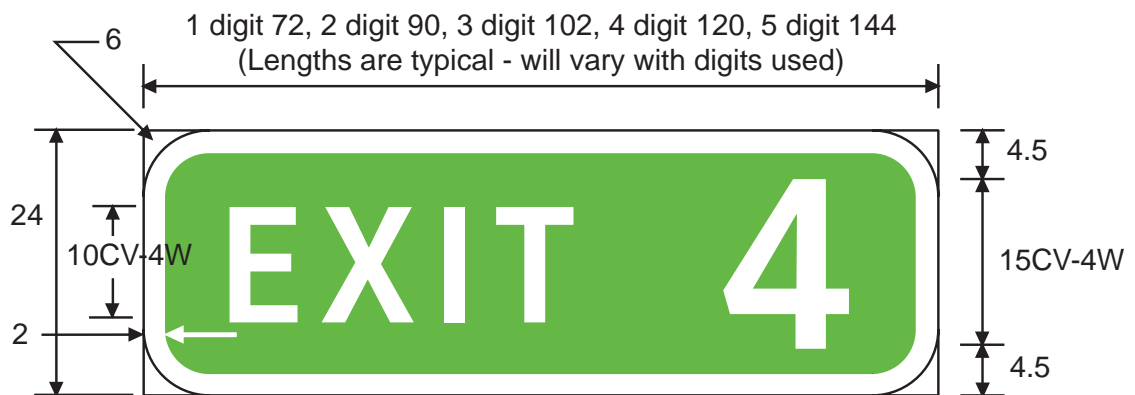 6
1 digit 72, 2 digit 90, 3 digit 102, 4 digit 120, 5 digit 144
(Lengths are typical - will vary with digits used)
4.5
24
10CV-4W
EXIT 4
15CV-4W
2
4.5